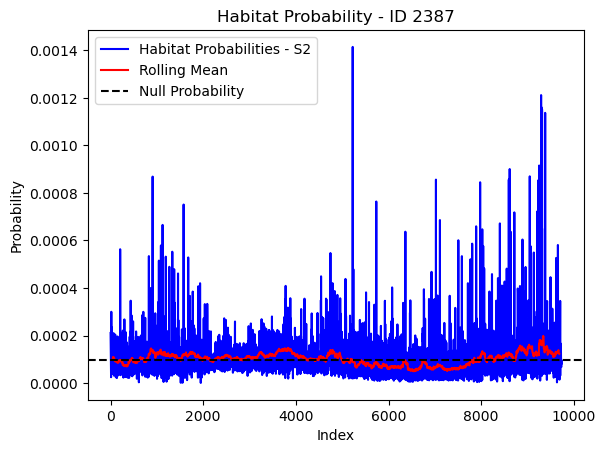 Habitat Probability - ID 2387
Habitat Probabilities - S2
Rolling Mean
Null Probability
0.0014
0.0012
0.0010
0.0008
0.0006
0.0004
0.0002
0.0000
Probability
0
2000
4000
6000
8000
10000
Index